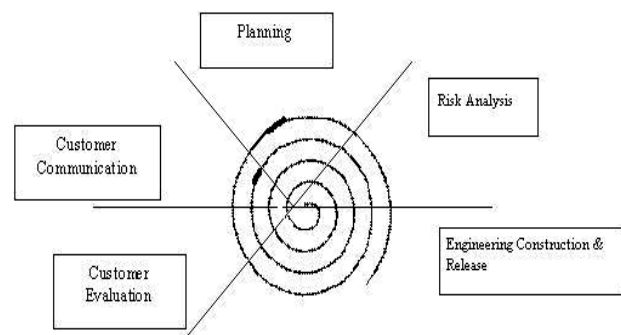 Planning
Risk Analysis
Customer
Communication
Engineering Construction &
Release
Customer
Evaluation